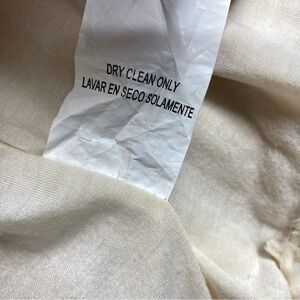 DRY CLEAN ONLY
LAVAR EN SECO SOLAMENTE